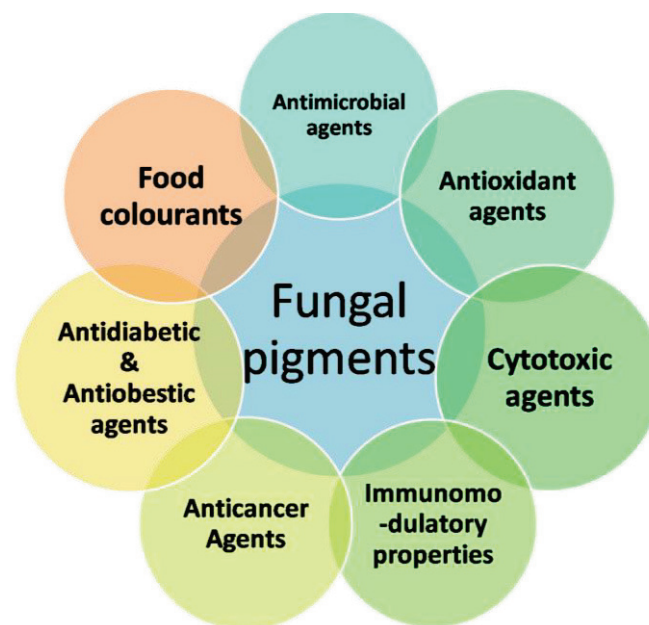 Antimicrobial
agents
Antioxidant
agents
Cytotoxic
agents
Immunomo
-dulatory
properties
Anticancer
Agents
Antidiabetic
&
Antiobestic
agents
Food
colourants
Fungal
pigments